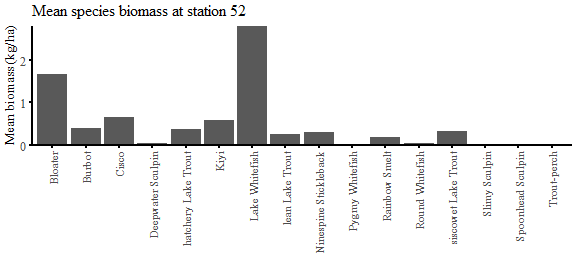 Mean species biomass at station 52
Mean biomass (kg/ha)
2
1
0
Bloater
Burbot
Cisco
Deepwater Sculpin
hatchery Lake Trout
Kiyi
Lake Whitefish
lean Lake Trout
Ninespine Stickleback
Pygmy Whitefish
Rainbow Smelt
Round Whitefish
siscowet Lake Trout
Slimy Sculpin
Spoonhead Sculpin
Trout-perch